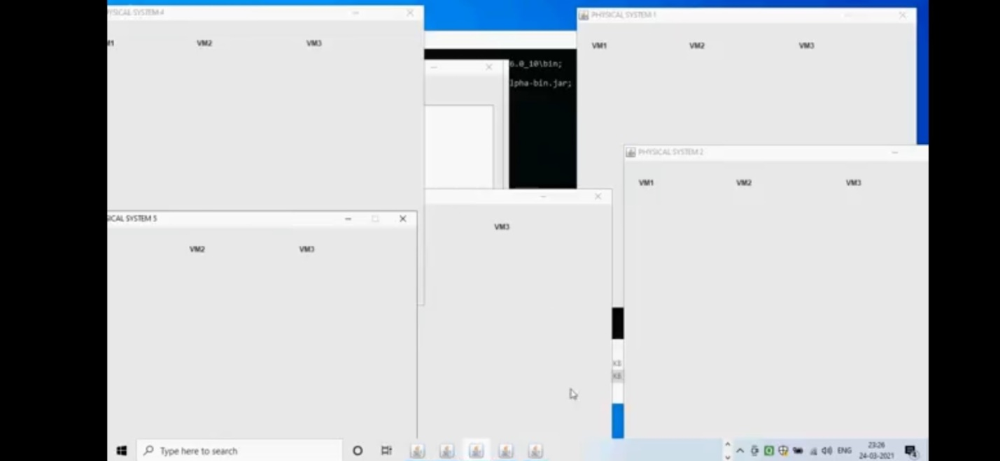 YSICAL SYSTEM 4
VM2
VM3
PHYSICAL SYSTEM 1
VM1
VM2
VM3
6.0_10\bin;
lpha-bin.jar;
PHYSICAL SYSTEM 2
VM1
VM2
VM3
SICAL SYSTEM 5
VM2
VM3
VM3
KB
KB
Type here to search
ENG
23:26
24-03-2021